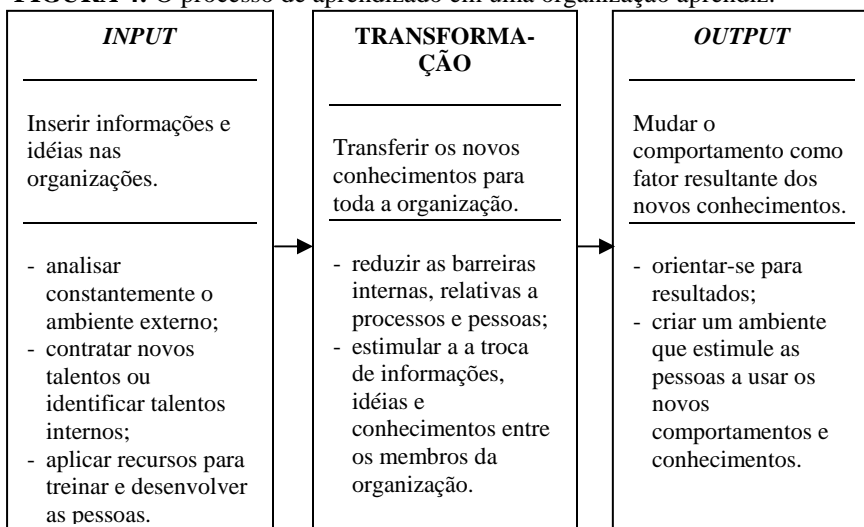 FIGURA 4: O processo de aprendizado em uma organização aprendiz.
INPUT
Inserir informações e
idéias nas
organizações.
- analisar
constantemente o
ambiente externo;
- contratar novos
talentos ou
identificar talentos
internos;
- aplicar recursos para
treinar e desenvolver
as pessoas.
TRANSFORMA-
ÇÃO
Transferir os novos
conhecimentos para
toda a organização.
- reduzir as barreiras
internas, relativas a
processos e pessoas;
- estimular a a troca
de informações,
idéias e
conhecimentos entre
os membros da
organização.
OUTPUT
Mudar o
comportamento como
fator resultante dos
novos conhecimentos.
- orientar-se para
resultados;
- criar um ambiente
que estimule as
pessoas a usar os
novos
comportamentos e
conhecimentos.